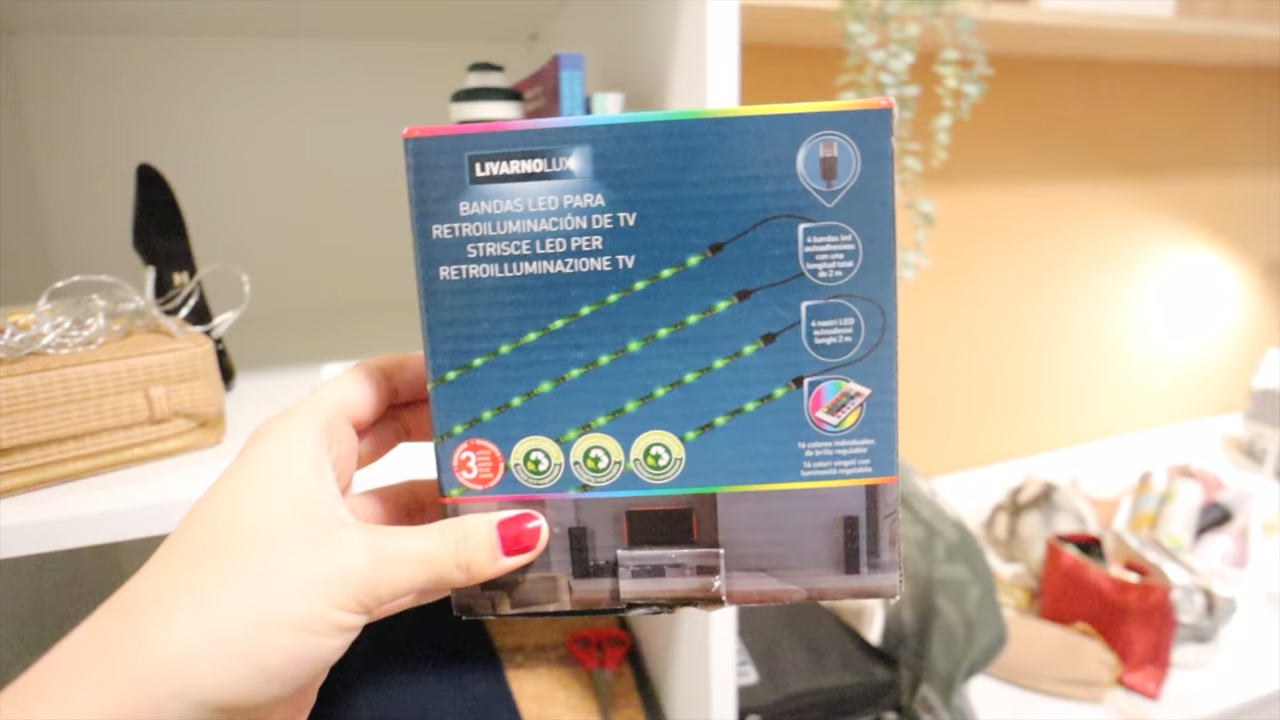 LIVARNOLUX
BANDAS LED PARA
RETROILUMINACIÓN DE TV
STRISCE LED PER
RETROILLUMINAZIONE TV
4 bandas led
autoadhesivas
con una
longitud total
de 2 m
4 nastri LED
autoadesivi
lunghi 2 m
3
16 colores individuales
de brillo regulable
16 colori singoli con
luminosità regolabile